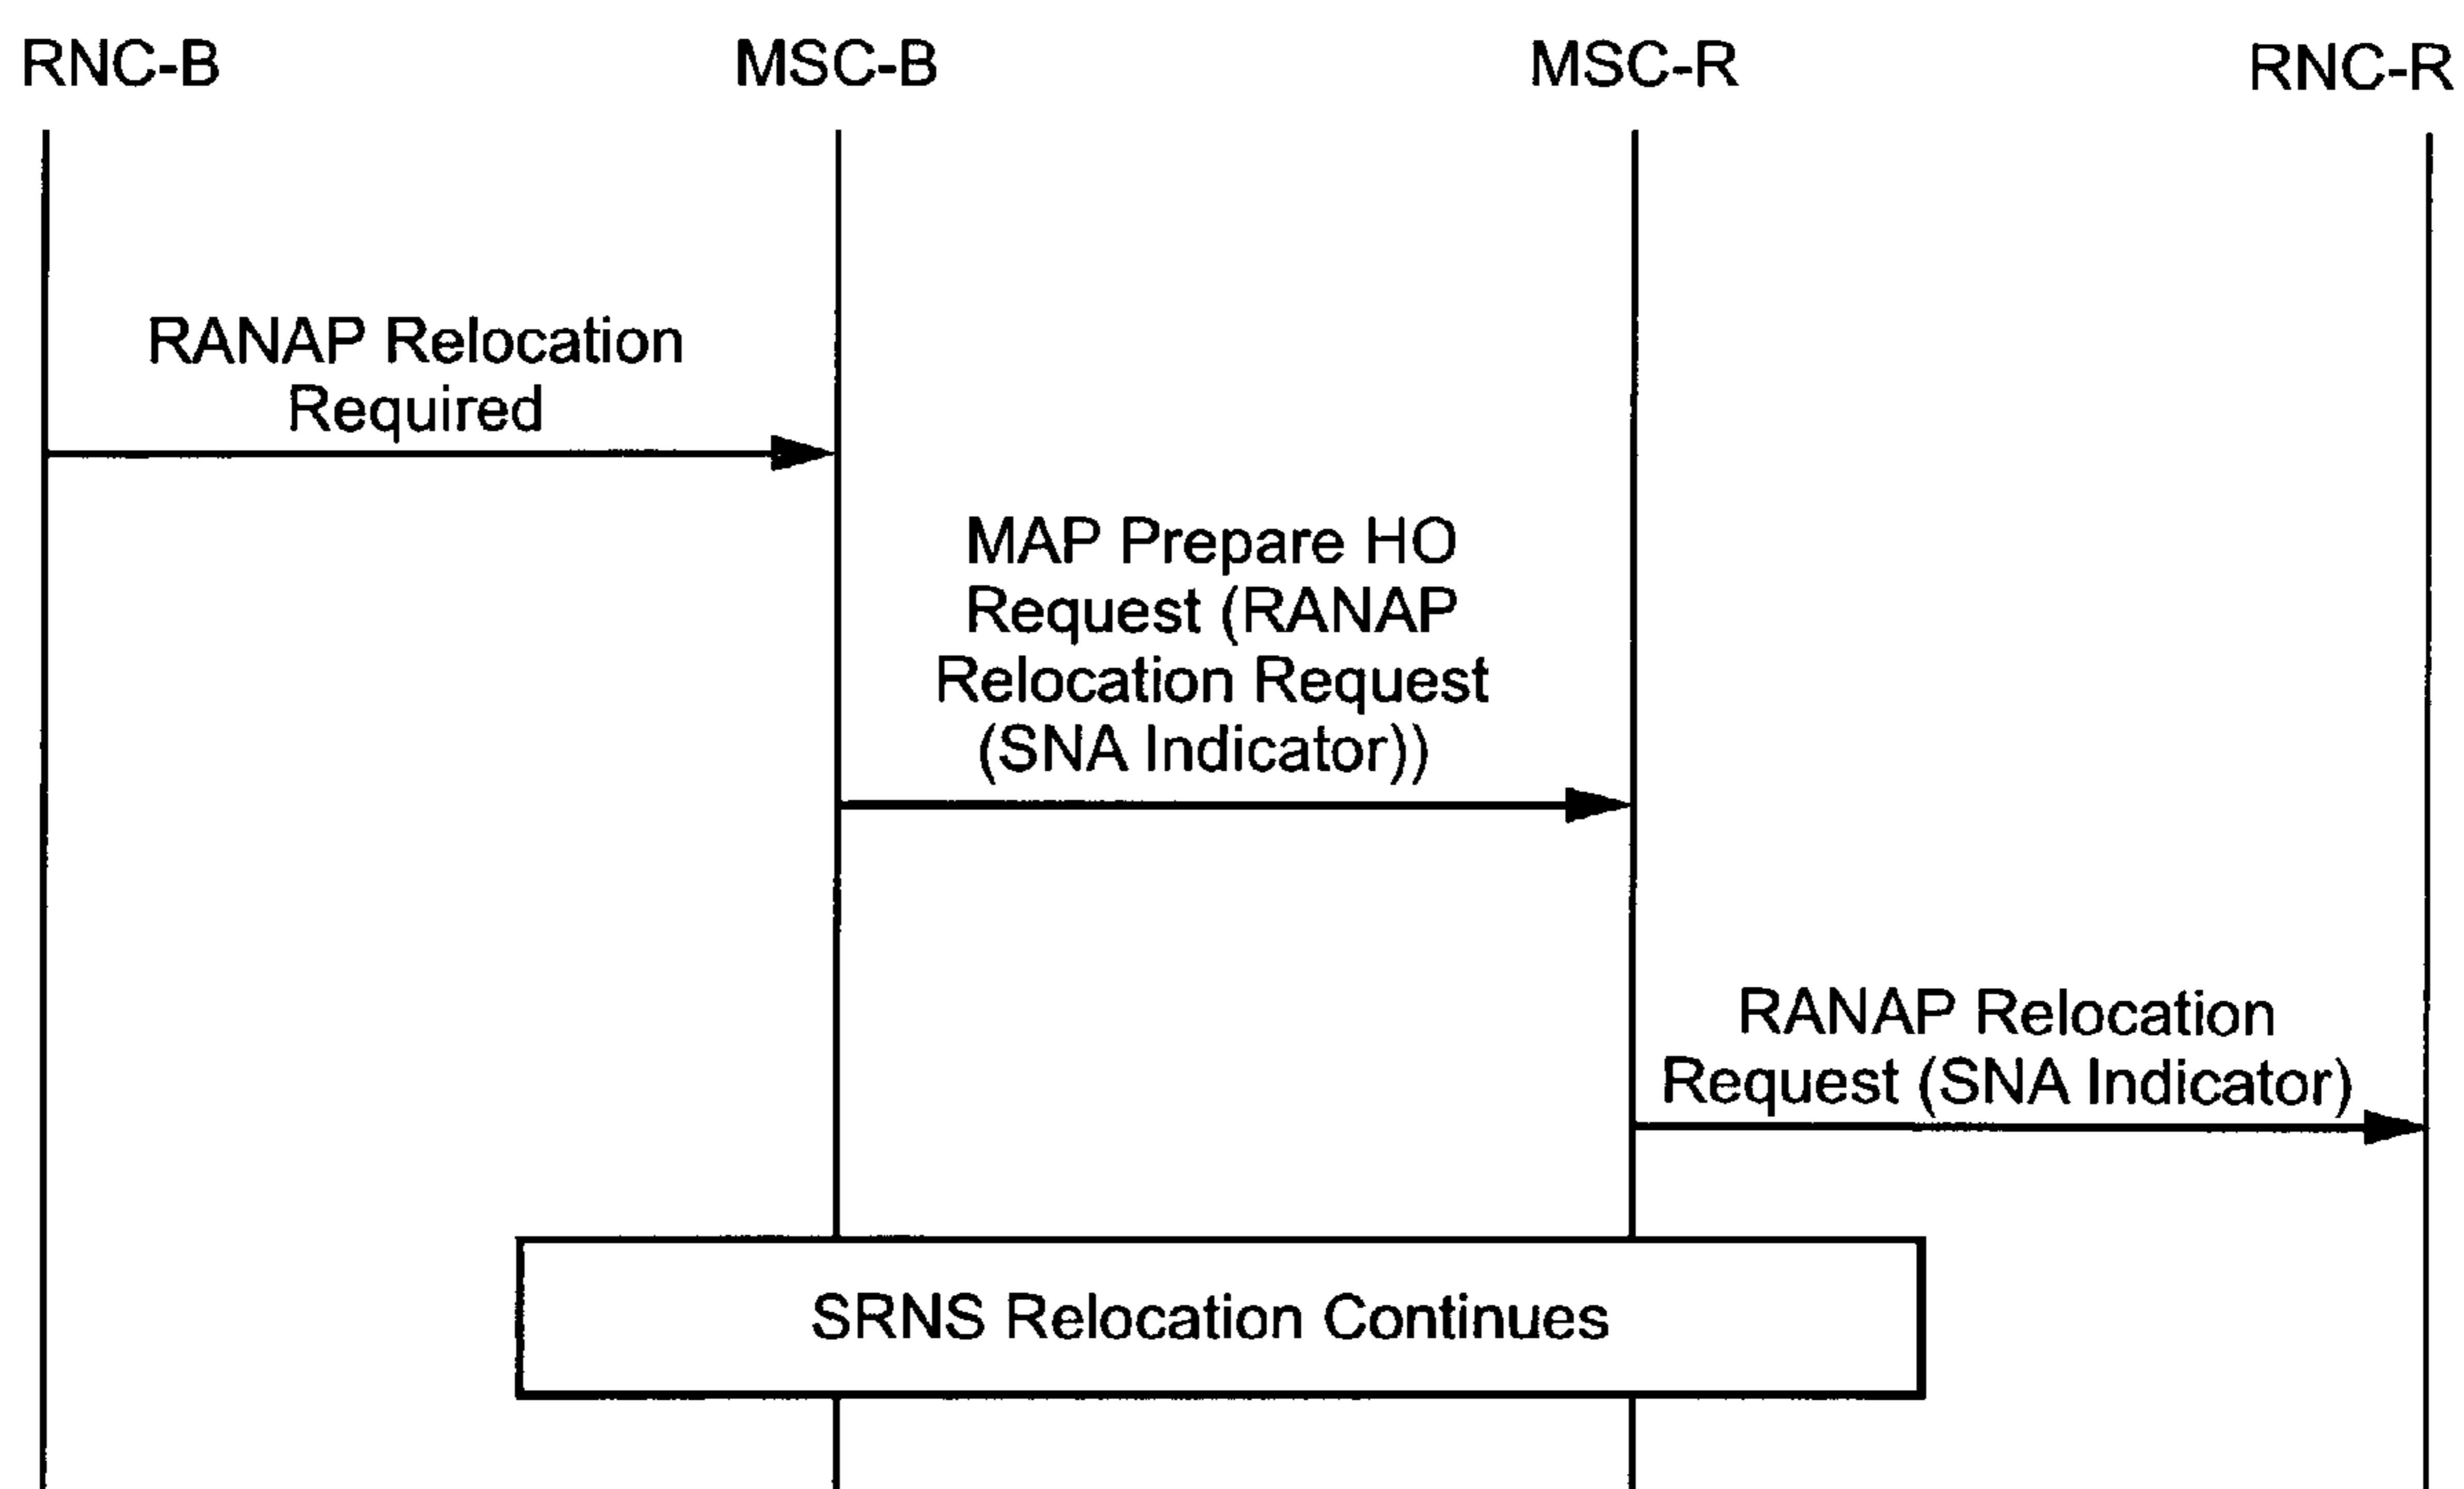 RNC-B
MSC-B
MSC-R
RNC-R
RANAP Relocation
Required
MAP Prepare HO
Request (RANAP
Relocation Request
(SNA Indicator))
RANAP Relocation
Request (SNA Indicator)
SRNS Relocation Continues